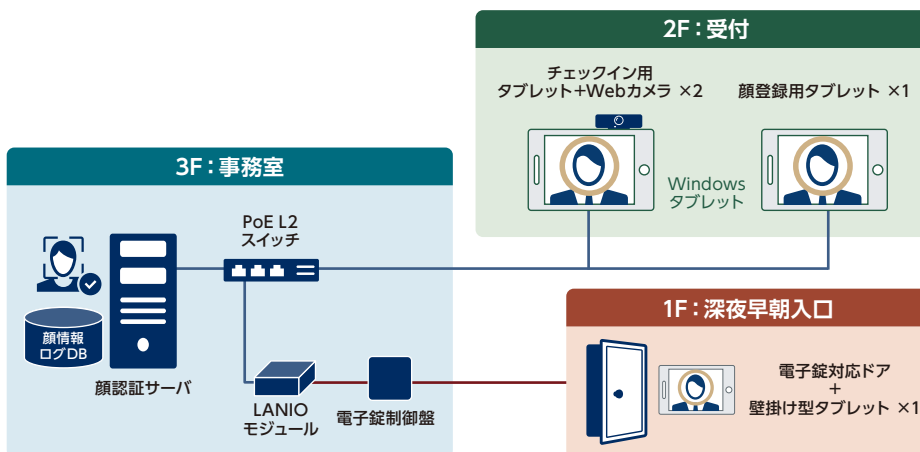 2F：受付
チェックイン用
タブレット＋Webカメラ ×2
顔登録用タブレット ×1
Windows
タブレット
3F：事務室
PoE L2
スイッチ
顔情報
ログDB
顔認証サーバ
LANIO
モジュール
電子錠制御盤
1F：深夜早朝入口
電子錠対応ドア
＋
壁掛け型タブレット ×1